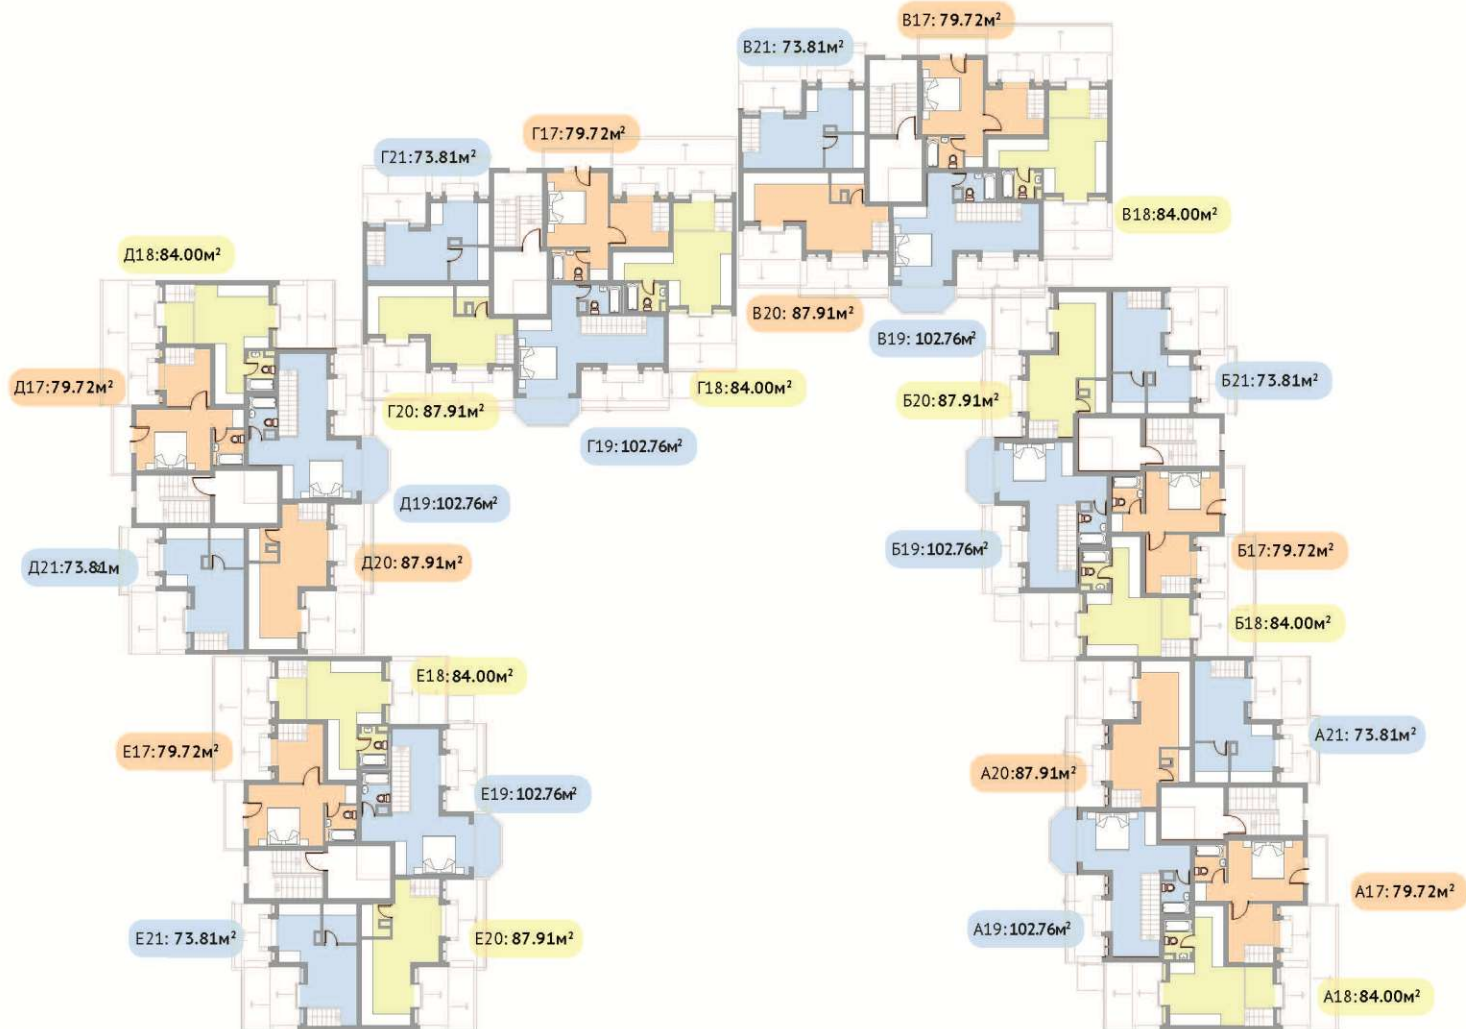 В17: 79.72м²
В21: 73.81м²
Г17:79.72м²
Г21:73.81м²
В18:84.00м²
Д18:84.00м²
В20: 87.91м²
В19: 102.76м²
Д17:79.72м²
Г18:84.00м²
Б21:73.81м²
Г20: 87.91м²
Б20: 87.91м²
Г19:102.76м²
Д19:102.76м²
Б19:102.76м²
Б17:79.72м²
Д21:73.81м
Д20: 87.91м²
Б18:84.00м²
Е18:84.00м²
А21: 73.81м²
Е17:79.72м²
А20:87.91м²
Е19:102.76м²
А17:79.72м²
А19:102.76м²
Е21: 73.81м²
Е20: 87.91м²
А18:84.00м²